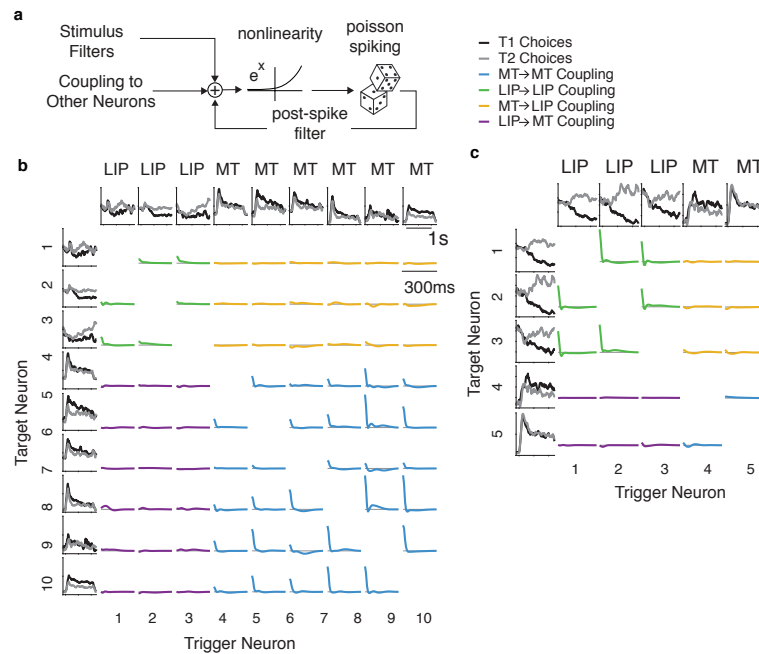 a
Stimulus
Filters
Coupling to
Other Neurons
nonlinearity
e^x
poisson
spiking
post-spike
filter
T1 Choices
T2 Choices
MT→MT Coupling
LIP→LIP Coupling
MT→LIP Coupling
LIP→MT Coupling
b
LIP LIP LIP MT MT MT MT MT MT
1s
300ms
Target Neuron
1
2
3
4
5
6
7
8
9
10
1 2 3 4 5 6 7 8 9 10
Trigger Neuron
c
LIP LIP LIP MT MT
Target Neuron
1
2
3
4
5
1 2 3 4 5
Trigger Neuron